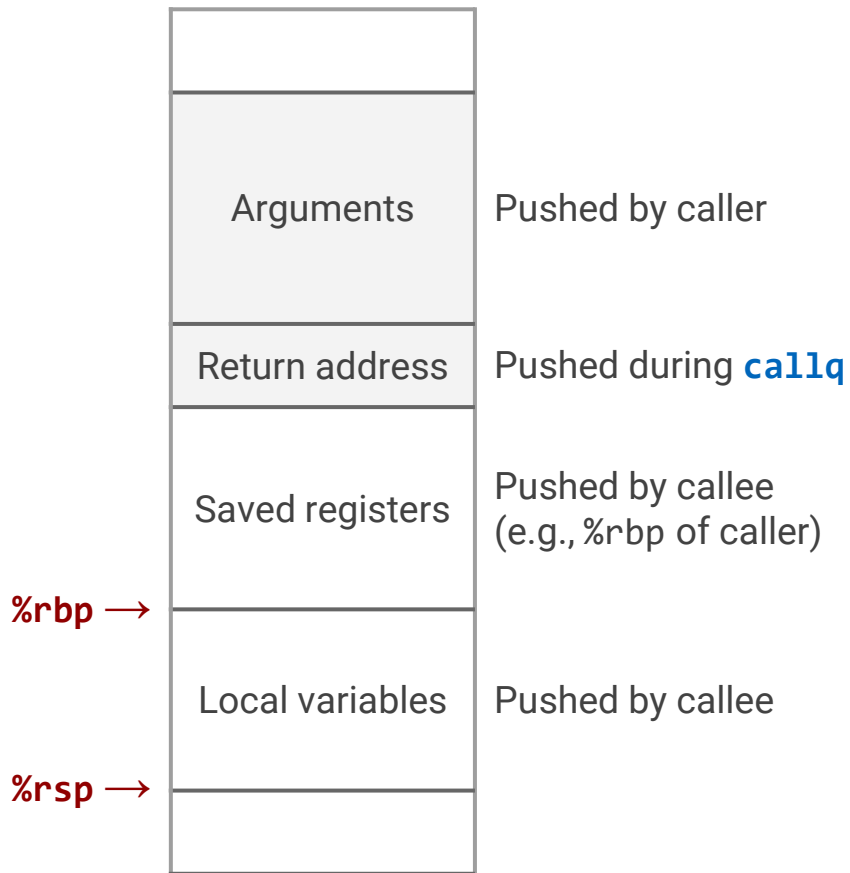 Arguments
Pushed by caller
Return address
Pushed during callq
Saved registers
Pushed by callee
(e.g., %rbp of caller)
%rbp →
Local variables
Pushed by callee
%rsp →